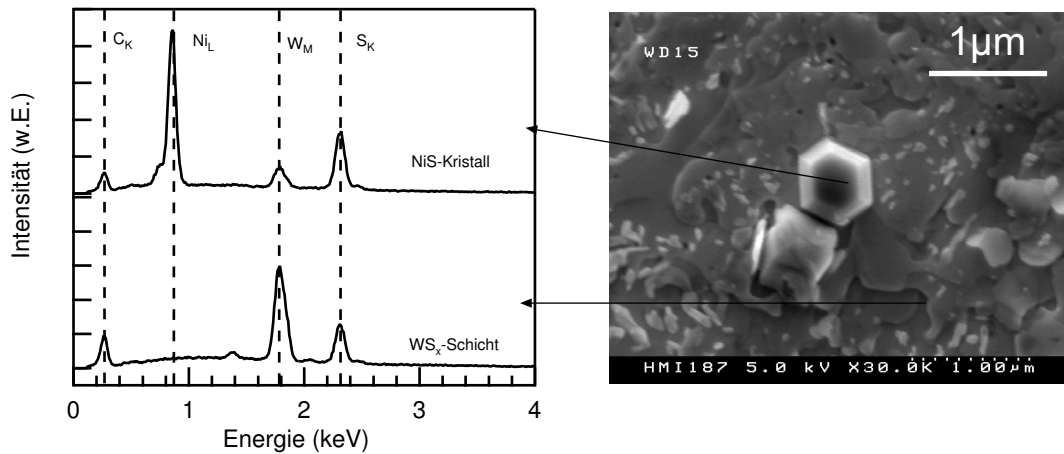 Intensität (w.E.)
C_K
Ni_L
W_M
S_K
NiS-Kristall
WS_x-Schicht
0 1 2 3 4
Energie (keV)
WD15
1µm
HMI187 5.0 kV X30.0K 1.00µm